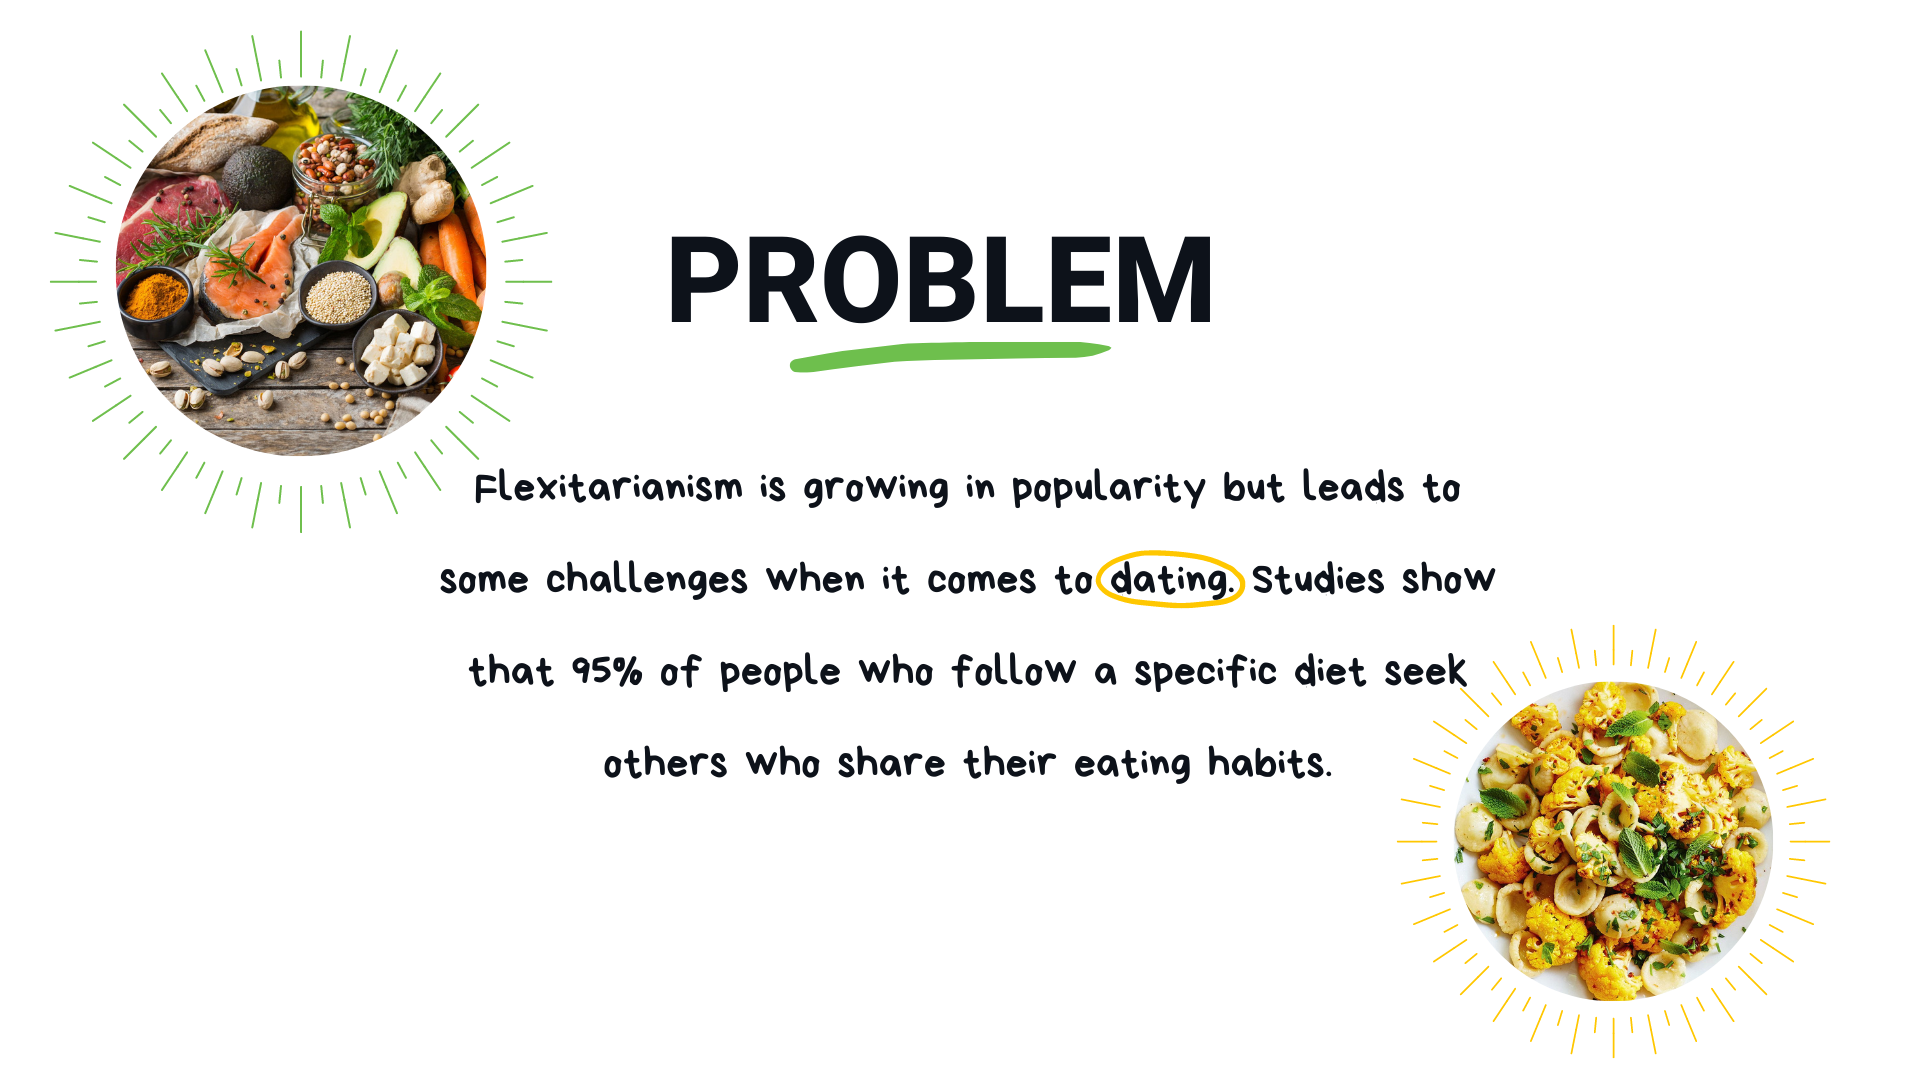 PROBLEM
Flexitarianism is growing in popularity but leads to
some challenges when it comes to dating. Studies show
that 95% of people who follow a specific diet seek
others who share their eating habits.